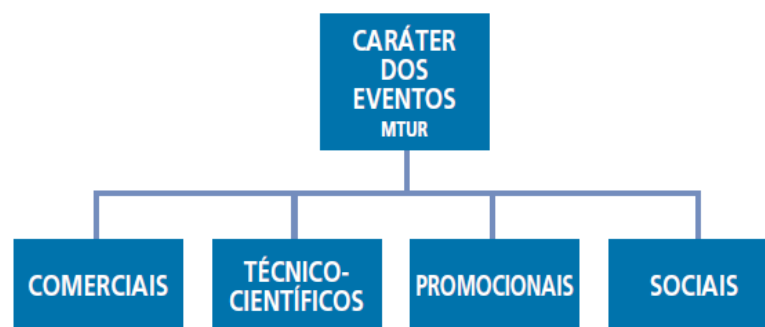 CARÁTER
DOS
EVENTOS
MTUR
COMERCIAIS
TÉCNICO-
CIENTÍFICOS
PROMOCIONAIS
SOCIAIS